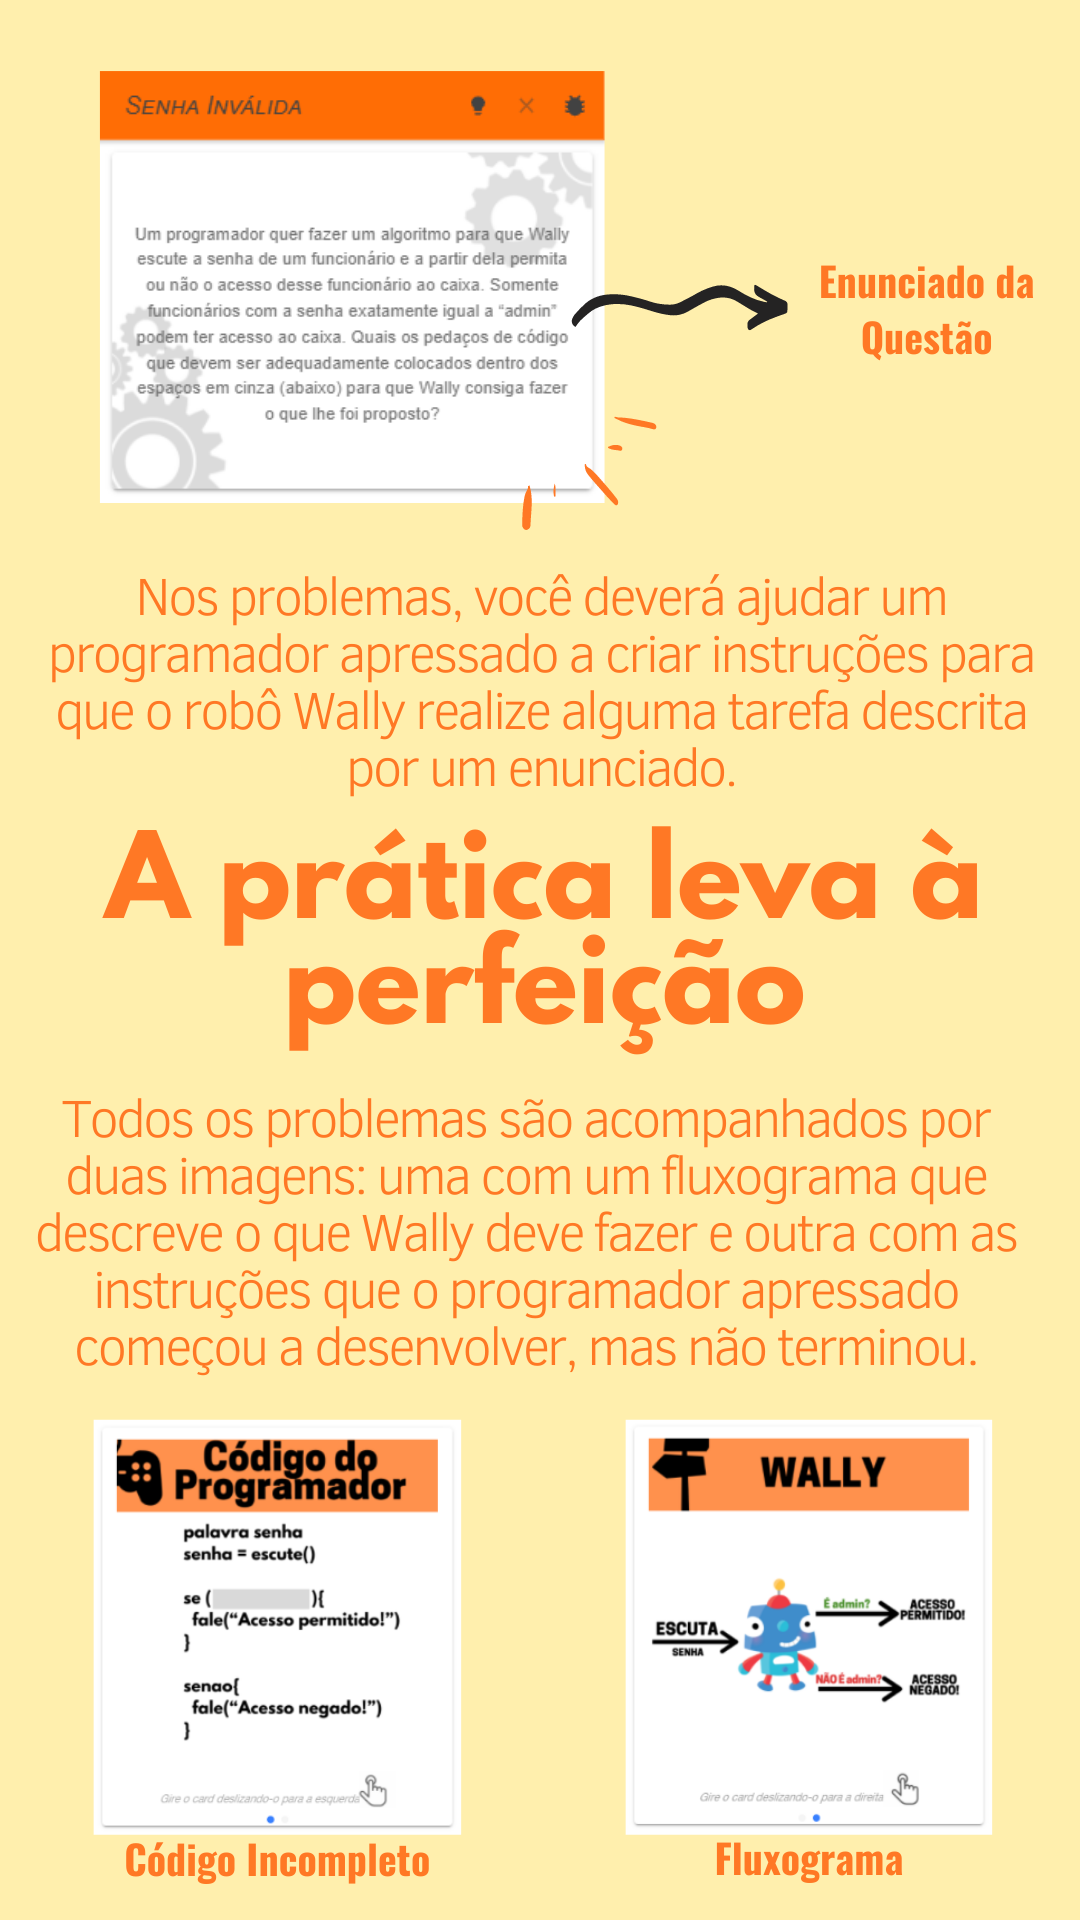 SENHA INVÁLIDA
Um programador quer fazer um algoritmo para que Wally
escute a senha de um funcionário e a partir dela permita
ou não o acesso desse funcionário ao caixa. Somente
funcionários com a senha exatamente igual a “admin”
podem ter acesso ao caixa. Quais os pedaços de código
que devem ser adequadamente colocados dentro dos
espaços em cinza (abaixo) para que Wally consiga fazer
o que lhe foi proposto?
Enunciado da
Questão
Nos problemas, você deverá ajudar um
programador apressado a criar instruções para
que o robô Wally realize alguma tarefa descrita
por um enunciado.
A prática leva à
perfeição
Todos os problemas são acompanhados por
duas imagens: uma com um fluxograma que
descreve o que Wally deve fazer e outra com as
instruções que o programador apressado
começou a desenvolver, mas não terminou.
Código do
Programador
palavra senha
senha = escute()
se ( ){
fale(“Acesso permitido!”)
}
senao{
fale(“Acesso negado!”)
}
Gire o card deslizando-o para a esquerda
Código Incompleto
WALLY
ESCUTA
SENHA
É admin?
ACESSO
PERMITIDO!
NÃO É admin?
ACESSO
NEGADO!
Gire o card deslizando-o para a direita
Fluxograma